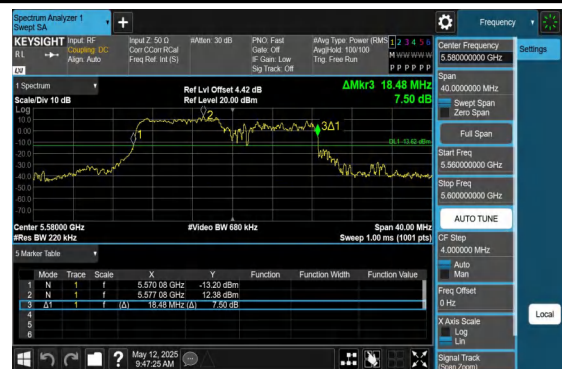 Spectrum Analyzer 1
Swept SA
Frequency
KEYSIGHT
RL
Input: RF
Coupling: DC
Align: Auto
Input Z: 50 Ω
Corr CCorr RCal
Freq Ref: Int (S)
#Atten: 30 dB
PNO: Fast
Gate: Off
IF Gain: Low
Sig Track: Off
#Avg Type: Power (RMS
Avg|Hold: 100/100
Trig: Free Run
1 2 3 4 5 6
M W W W W W
P P P P P P
1 Spectrum
Scale/Div 10 dB
Log
Ref Lvl Offset 4.42 dB
Ref Level 20.00 dBm
ΔMkr3 18.48 MHz
7.50 dB
10.0
0.00
-10.0
-20.0
-30.0
-40.0
-50.0
-60.0
-70.0
1
2
3Δ1
DL1 -13.62 dBm
Center 5.58000 GHz
#Res BW 220 kHz
#Video BW 680 kHz
Span 40.00 MHz
Sweep 1.00 ms (1001 pts)
5 Marker Table
Mode Trace Scale X Y Function Function Width Function Value
1 N 1 f 5.570 08 GHz -13.20 dBm
2 N 1 f 5.577 08 GHz 12.38 dBm
3 Δ1 1 f (Δ) 18.48 MHz (Δ) 7.50 dB
4
5
6
May 12, 2025
9:47:25 AM
Center Frequency
5.580000000 GHz
Settings
Span
40.0000000 MHz
Swept Span
Zero Span
Full Span
Start Freq
5.560000000 GHz
Stop Freq
5.600000000 GHz
AUTO TUNE
CF Step
4.000000 MHz
Auto
Man
Freq Offset
0 Hz
X Axis Scale
Log
Lin
Local
Signal Track
(Span Zoom)